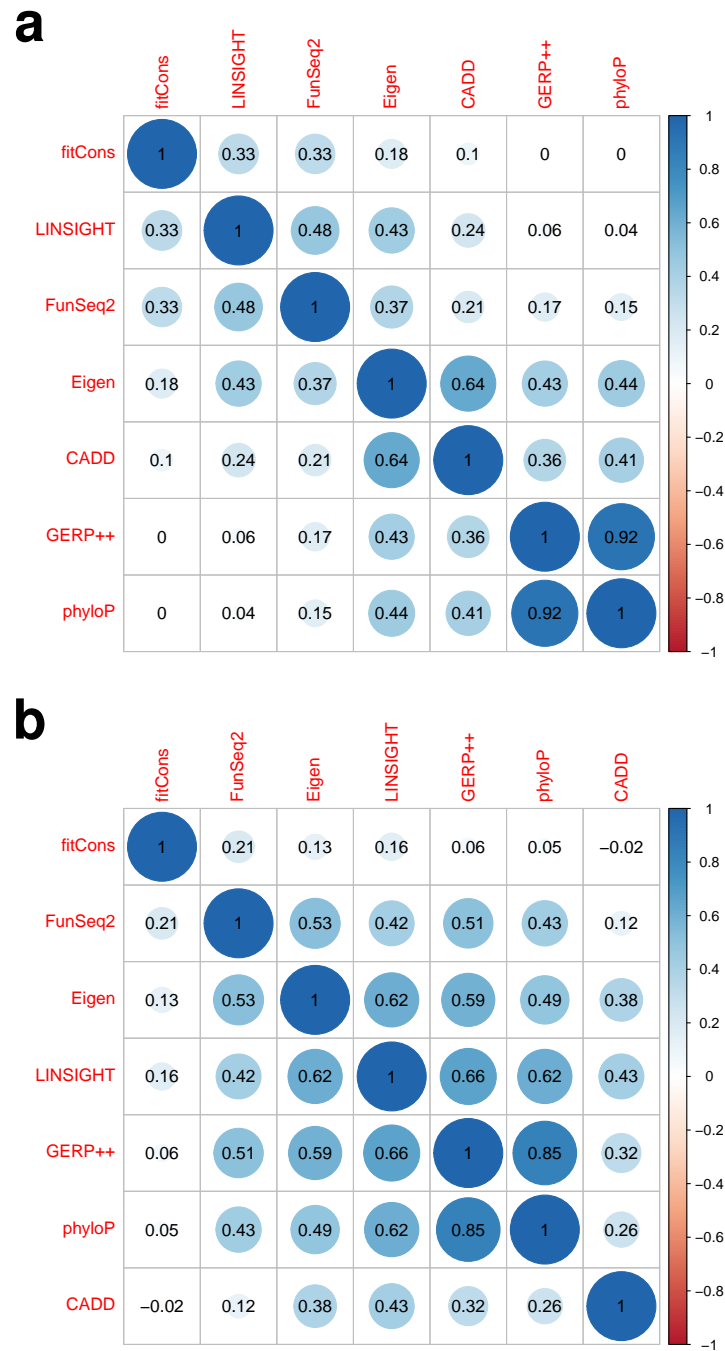 a
fitCons LINSIGHT FunSeq2 Eigen CADD GERP++ phyloP
fitCons 1 0.33 0.33 0.18 0.1 0 0
LINSIGHT 0.33 1 0.48 0.43 0.24 0.06 0.04
FunSeq2 0.33 0.48 1 0.37 0.21 0.17 0.15
Eigen 0.18 0.43 0.37 1 0.64 0.43 0.44
CADD 0.1 0.24 0.21 0.64 1 0.36 0.41
GERP++ 0 0.06 0.17 0.43 0.36 1 0.92
phyloP 0 0.04 0.15 0.44 0.41 0.92 1
1
0.8
0.6
0.4
0.2
0
−0.2
−0.4
−0.6
−0.8
−1
b
fitCons FunSeq2 Eigen LINSIGHT GERP++ phyloP CADD
fitCons 1 0.21 0.13 0.16 0.06 0.05 −0.02
FunSeq2 0.21 1 0.53 0.42 0.51 0.43 0.12
Eigen 0.13 0.53 1 0.62 0.59 0.49 0.38
LINSIGHT 0.16 0.42 0.62 1 0.66 0.62 0.43
GERP++ 0.06 0.51 0.59 0.66 1 0.85 0.32
phyloP 0.05 0.43 0.49 0.62 0.85 1 0.26
CADD −0.02 0.12 0.38 0.43 0.32 0.26 1
1
0.8
0.6
0.4
0.2
0
−0.2
−0.4
−0.6
−0.8
−1